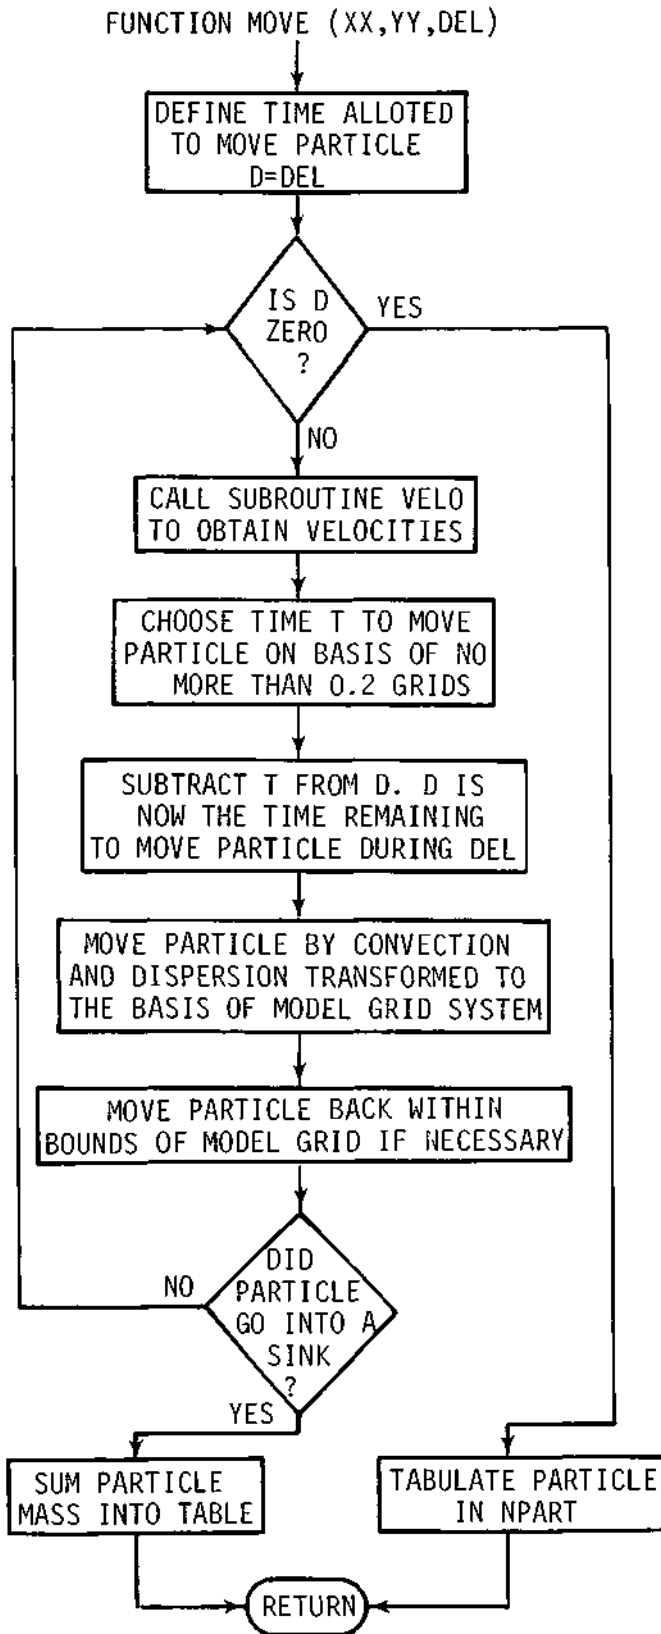 FUNCTION MOVE (XX,YY,DEL)
DEFINE TIME ALLOTED
TO MOVE PARTICLE
D=DEL
IS D
ZERO
?
YES
NO
CALL SUBROUTINE VELO
TO OBTAIN VELOCITIES
CHOOSE TIME T TO MOVE
PARTICLE ON BASIS OF NO
MORE THAN 0.2 GRIDS
SUBTRACT T FROM D. D IS
NOW THE TIME REMAINING
TO MOVE PARTICLE DURING DEL
MOVE PARTICLE BY CONVECTION
AND DISPERSION TRANSFORMED TO
THE BASIS OF MODEL GRID SYSTEM
MOVE PARTICLE BACK WITHIN
BOUNDS OF MODEL GRID IF NECESSARY
DID
PARTICLE
GO INTO A
SINK
?
NO
YES
SUM PARTICLE
MASS INTO TABLE
TABULATE PARTICLE
IN NPART
RETURN